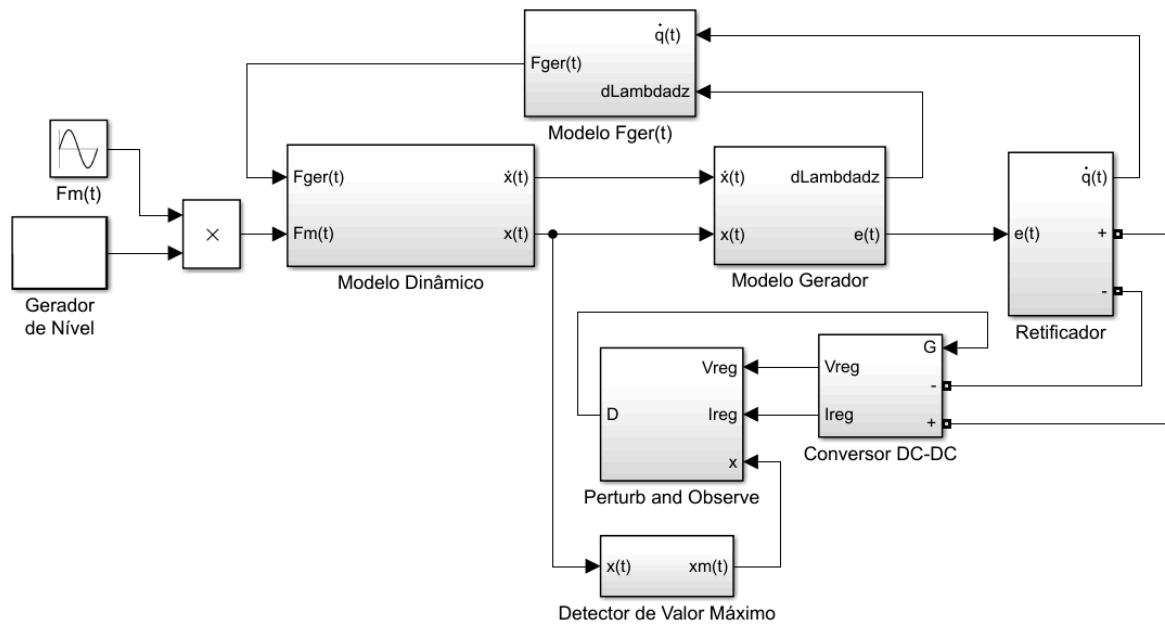 q̇(t)
Fger(t)
dLambdadz
Modelo Fger(t)
Fm(t)
Gerador
de Nível
×
Fger(t)
ẋ(t)
Fm(t)
x(t)
Modelo Dinâmico
ẋ(t)
dLambdadz
x(t)
e(t)
Modelo Gerador
q̇(t)
e(t)
+
-
Retificador
Vreg
D
Ireg
x
Perturb and Observe
G
Vreg
-
Ireg
+
Conversor DC-DC
x(t)
xm(t)
Detector de Valor Máximo